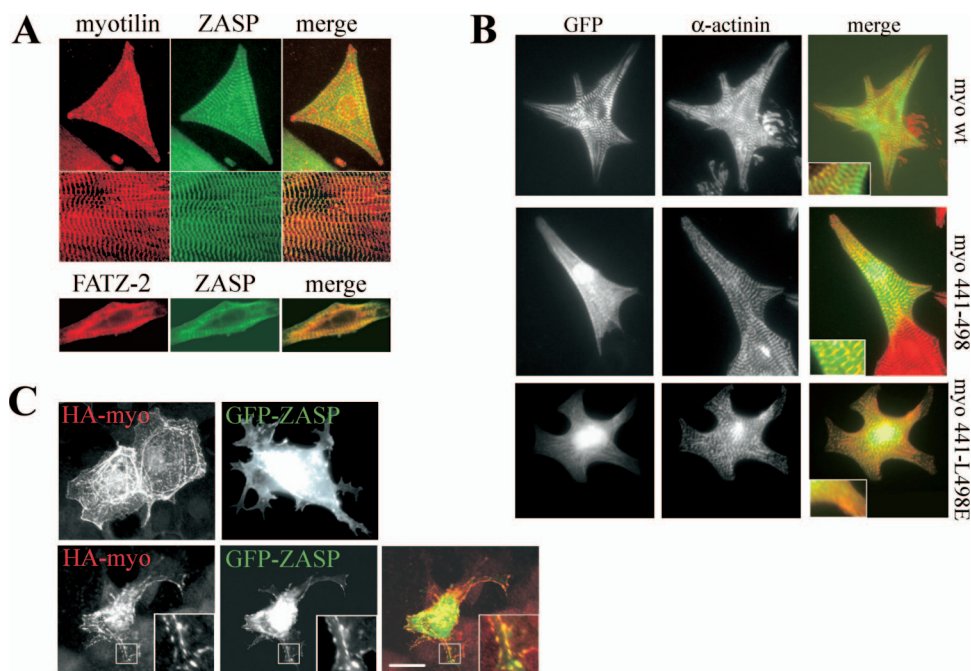 A
myotilin ZASP merge
FATZ-2 ZASP merge
B
GFP α-actinin merge
myo wt
myo 441-498
myo 441-L498E
C
HA-myo GFP-ZASP
HA-myo GFP-ZASP